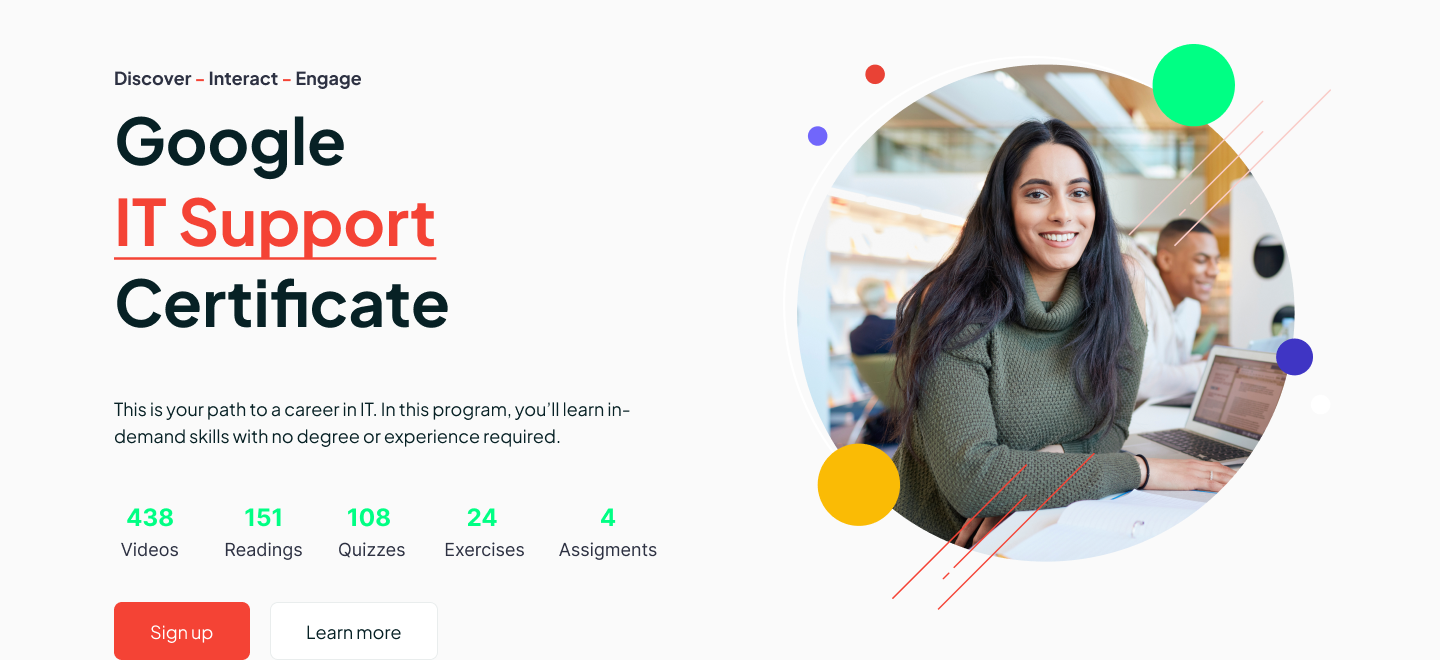 Discover – Interact – Engage
Google
IT Support
Certificate
This is your path to a career in IT. In this program, you’ll learn in-
demand skills with no degree or experience required.
438 151 108 24 4
Videos Readings Quizzes Exercises Assigments
Sign up Learn more